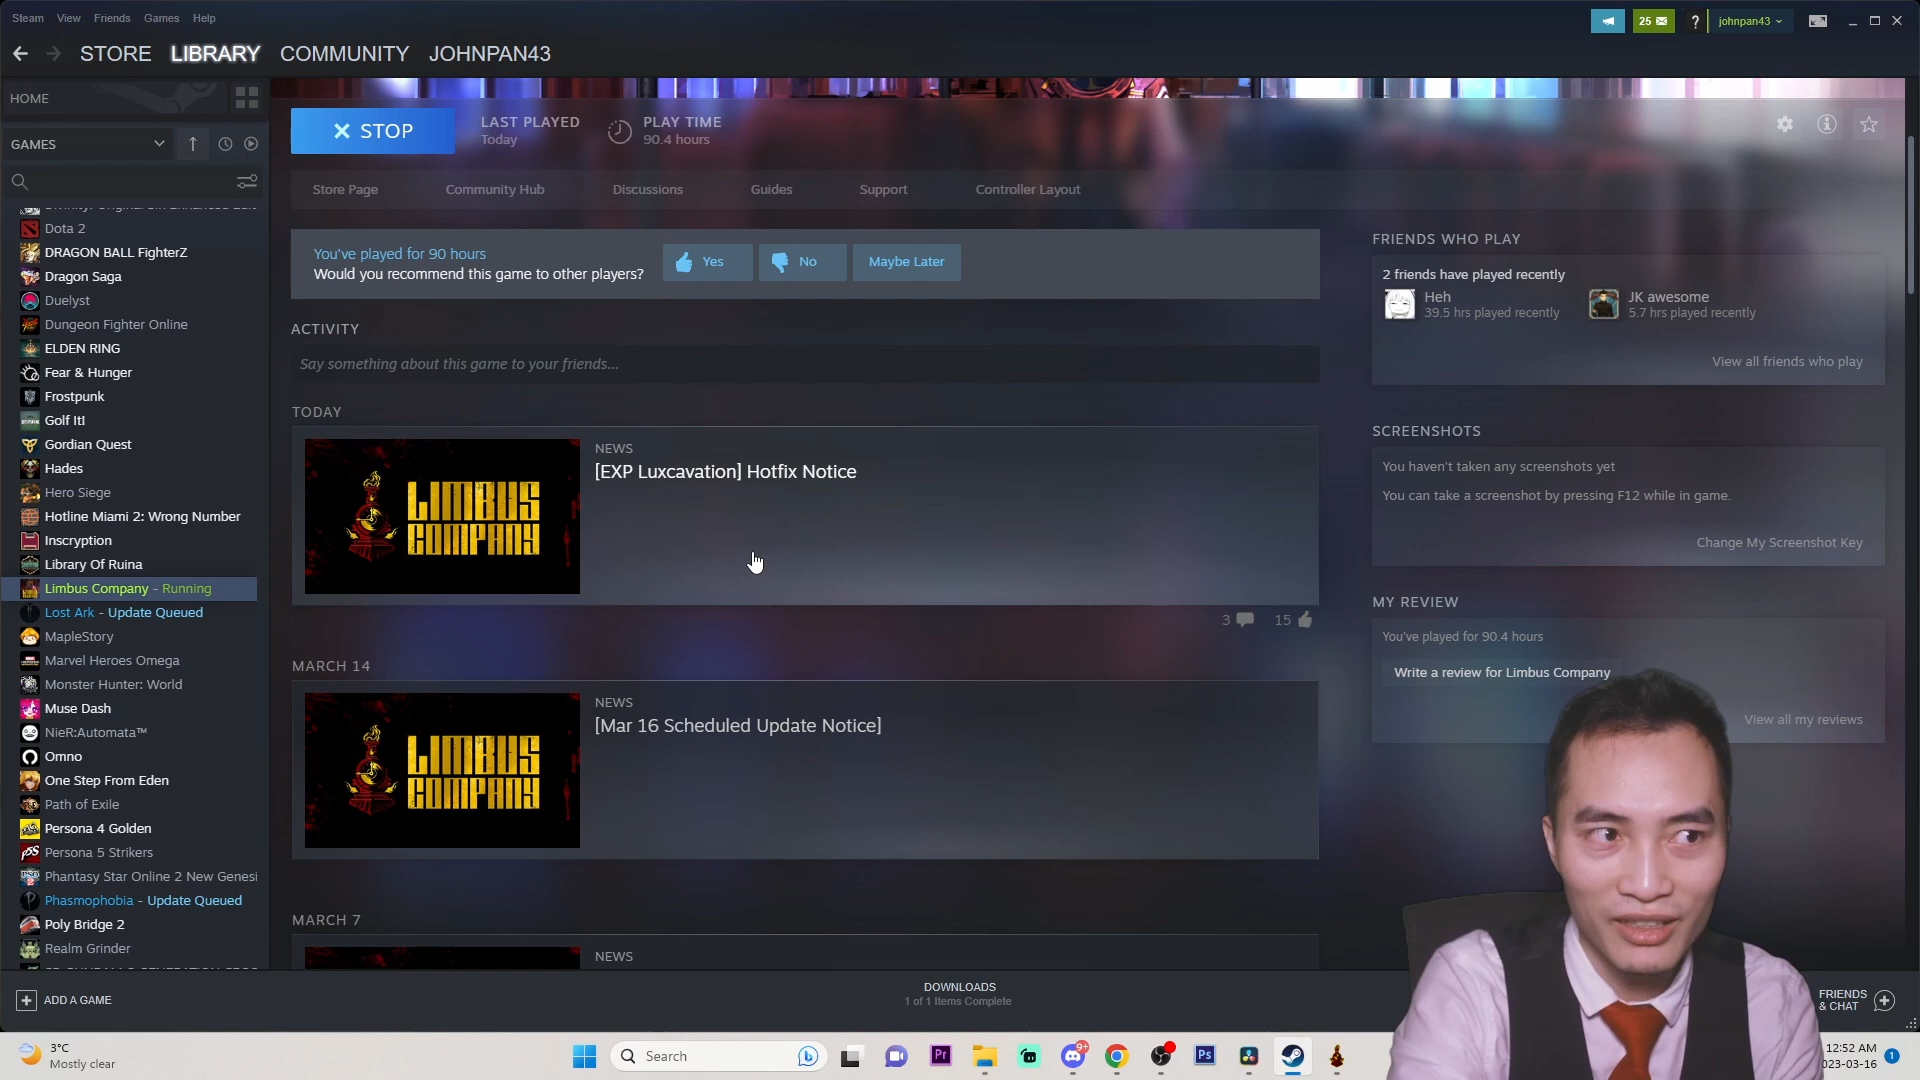 Steam View Friends Games Help
25 ? johnpan43
STORE LIBRARY COMMUNITY JOHNPAN43
HOME
GAMES
Dota 2
DRAGON BALL FighterZ
Dragon Saga
Duelyst
Dungeon Fighter Online
ELDEN RING
Fear & Hunger
Frostpunk
Golf It!
Gordian Quest
Hades
Hero Siege
Hotline Miami 2: Wrong Number
Inscryption
Library Of Ruina
Limbus Company - Running
Lost Ark - Update Queued
MapleStory
Marvel Heroes Omega
Monster Hunter: World
Muse Dash
NieR:Automata™
Omno
One Step From Eden
Path of Exile
Persona 4 Golden
Persona 5 Strikers
Phantasy Star Online 2 New Genesi
Phasmophobia - Update Queued
Poly Bridge 2
Realm Grinder
ADD A GAME
STOP
LAST PLAYED
Today
PLAY TIME
90.4 hours
Store Page Community Hub Discussions Guides Support Controller Layout
You've played for 90 hours
Would you recommend this game to other players?
Yes No Maybe Later
ACTIVITY
Say something about this game to your friends...
TODAY
LIMBUS
COMPANY
NEWS
[EXP Luxcavation] Hotfix Notice
3 15
MARCH 14
LIMBUS
COMPANY
NEWS
[Mar 16 Scheduled Update Notice]
MARCH 7
NEWS
FRIENDS WHO PLAY
2 friends have played recently
Heh
39.5 hrs played recently
JK awesome
5.7 hrs played recently
View all friends who play
SCREENSHOTS
You haven't taken any screenshots yet
You can take a screenshot by pressing F12 while in game.
Change My Screenshot Key
MY REVIEW
You've played for 90.4 hours
Write a review for Limbus Company
View all my reviews
DOWNLOADS
1 of 1 Items Complete
FRIENDS
& CHAT
3°C
Mostly clear
Search
Pr
9+
Ps
12:52 AM
023-03-16
1